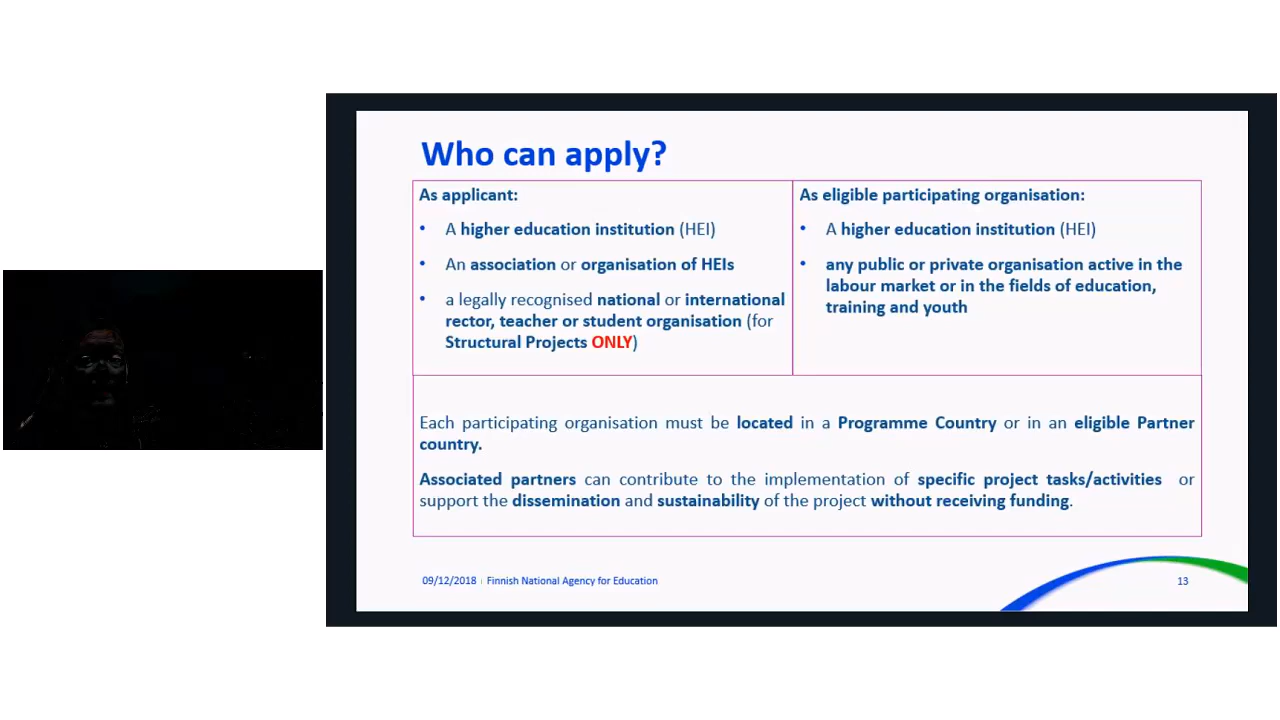 Who can apply?
As applicant:
• A higher education institution (HEI)
• An association or organisation of HEIs
• a legally recognised national or international
rector, teacher or student organisation (for
Structural Projects ONLY)
As eligible participating organisation:
• A higher education institution (HEI)
• any public or private organisation active in the
labour market or in the fields of education,
training and youth
Each participating organisation must be located in a Programme Country or in an eligible Partner
country.
Associated partners can contribute to the implementation of specific project tasks/activities or
support the dissemination and sustainability of the project without receiving funding.
09/12/2018 | Finnish National Agency for Education
13